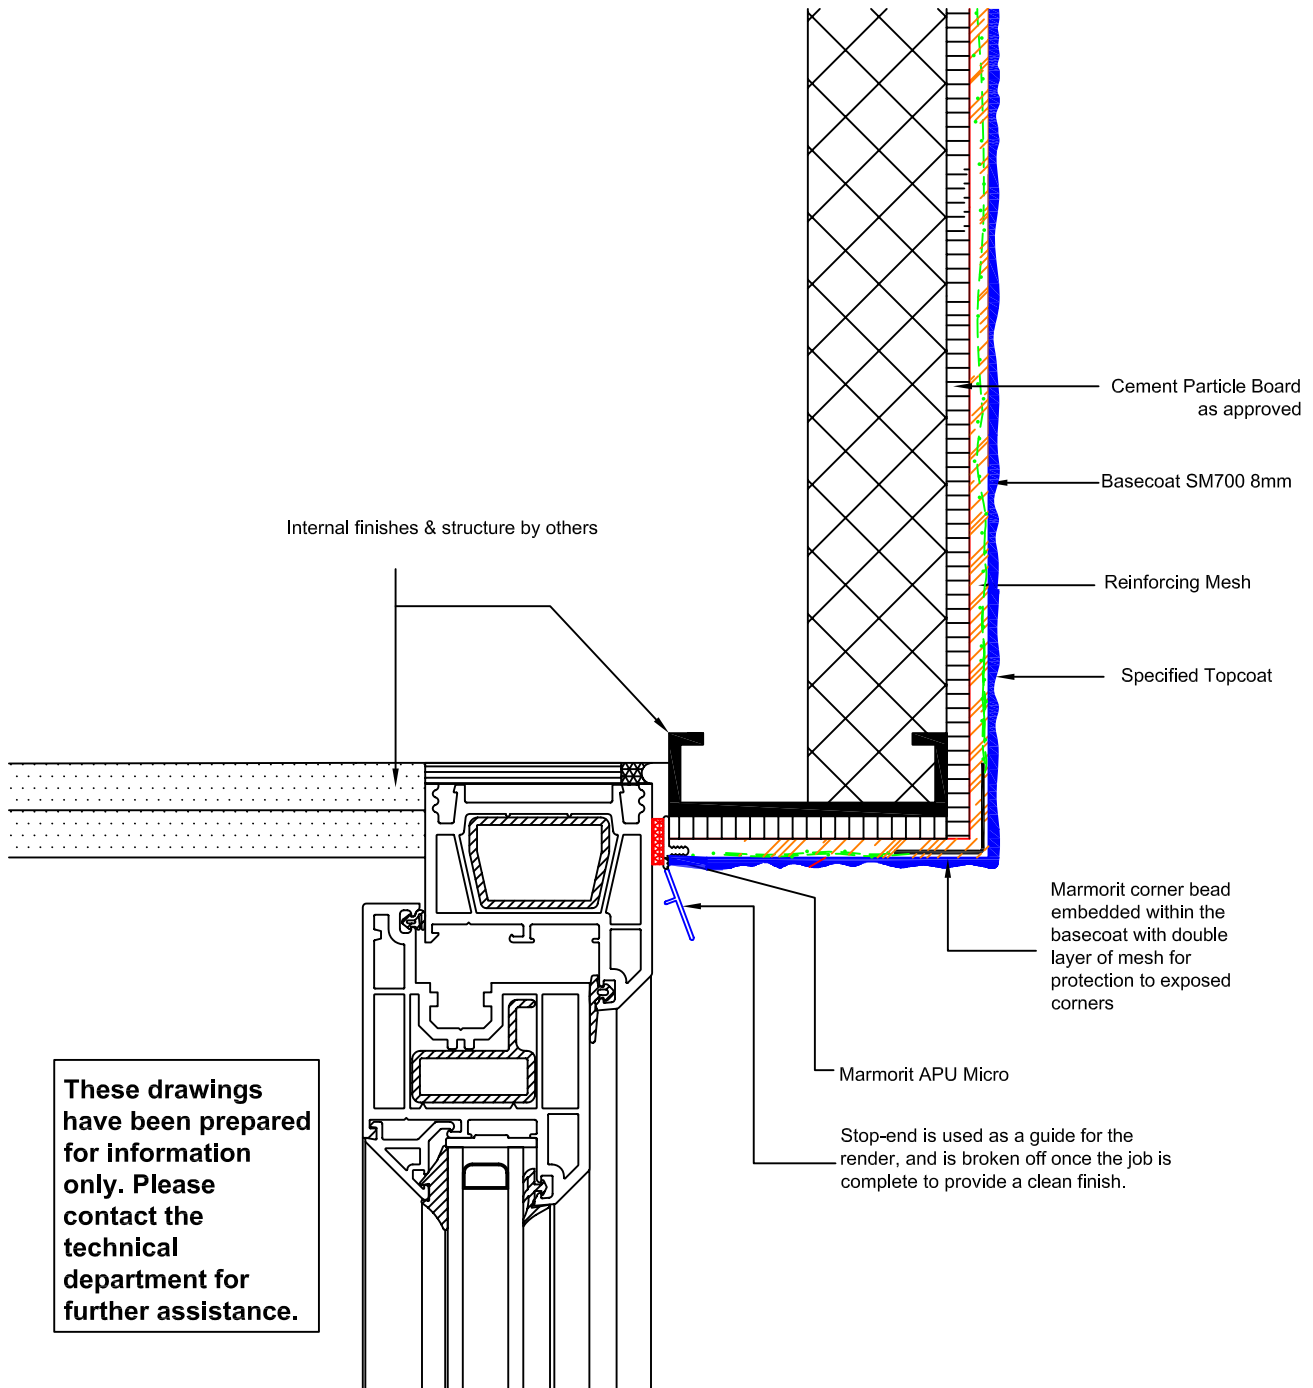 Cement Particle Board
as approved
Basecoat SM700 8mm
Internal finishes & structure by others
Reinforcing Mesh
Specified Topcoat
Marmorit corner bead
embedded within the
basecoat with double
layer of mesh for
protection to exposed
corners
Marmorit APU Micro
Stop-end is used as a guide for the
render, and is broken off once the job is
complete to provide a clean finish.
These drawings
have been prepared
for information
only. Please
contact the
technical
department for
further assistance.